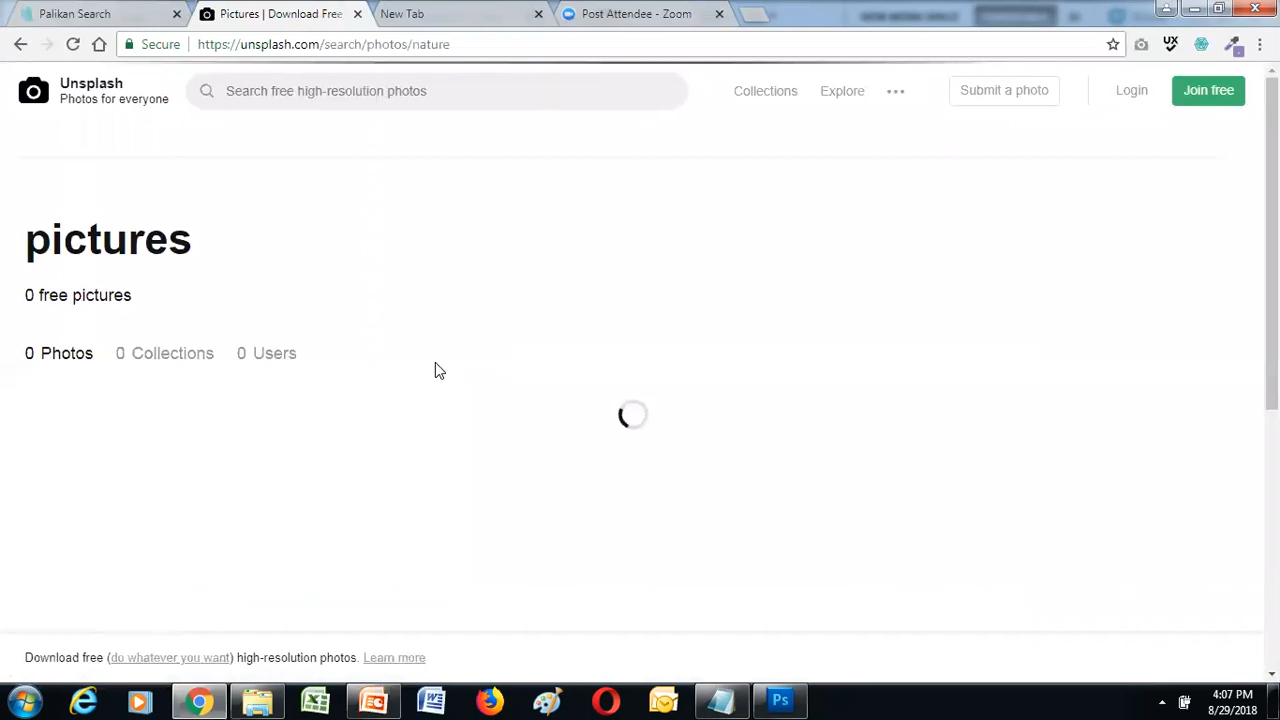 Palikan Search
Pictures | Download Free
New Tab
Post Attendee - Zoom
Secure
https://unsplash.com/search/photos/nature
UX
Unsplash
Photos for everyone
Search free high-resolution photos
Collections
Explore
Submit a photo
Login
Join free
pictures
0 free pictures
0 Photos
0 Collections
0 Users
Download free (do whatever you want) high-resolution photos. Learn more
Ps
4:07 PM
8/29/2018